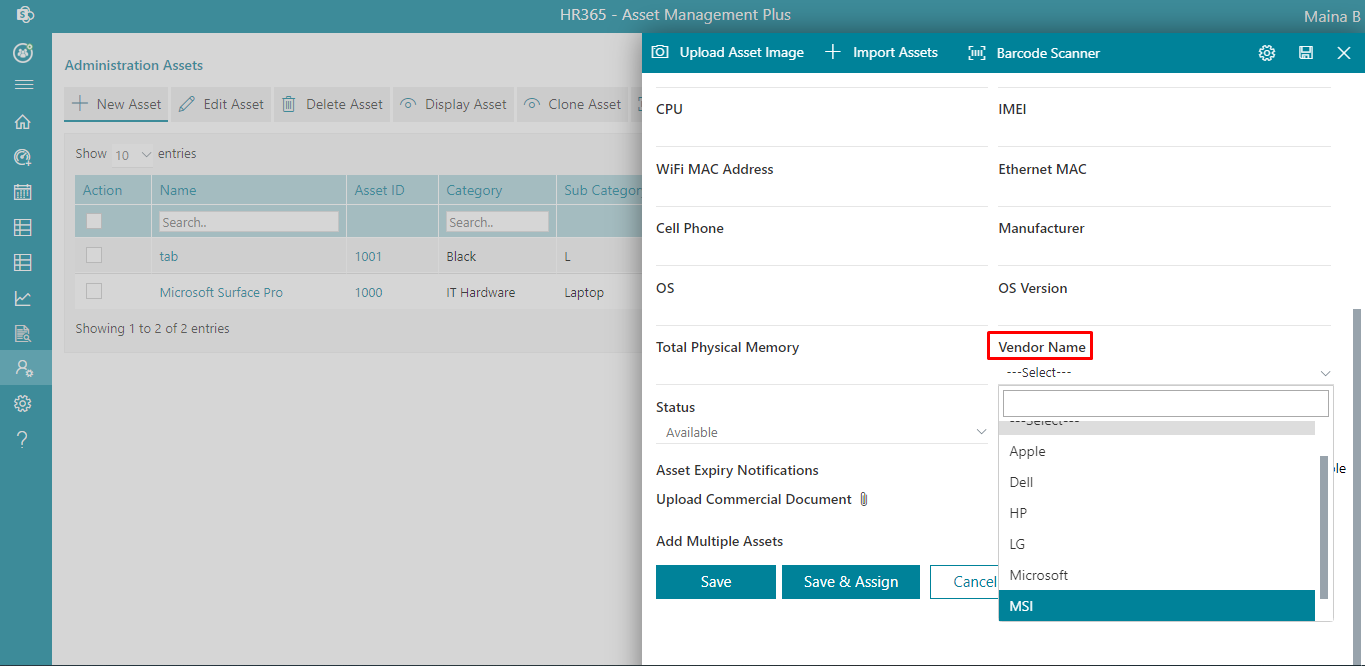 HR365 - Asset Management Plus
Maina B
Upload Asset Image
Import Assets
Barcode Scanner
Administration Assets
New Asset
Edit Asset
Delete Asset
Display Asset
Clone Asset
Show 10 entries
Action Name Asset ID Category Sub Categor
Search.. Search..
tab 1001 Black L
Microsoft Surface Pro 1000 IT Hardware Laptop
Showing 1 to 2 of 2 entries
CPU IMEI
WiFi MAC Address Ethernet MAC
Cell Phone Manufacturer
OS OS Version
Total Physical Memory Vendor Name
---Select---
---Select---
Apple
Dell
HP
LG
Microsoft
MSI
Status
Available
Asset Expiry Notifications
ble
Upload Commercial Document
Add Multiple Assets
Save Save & Assign Cancel